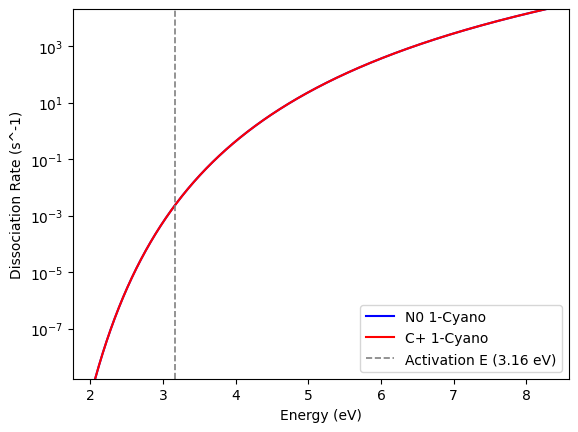 Dissociation Rate (s^-1)
10^3
10^1
10^-1
10^-3
10^-5
10^-7
N0 1-Cyano
C+ 1-Cyano
Activation E (3.16 eV)
2 3 4 5 6 7 8
Energy (eV)